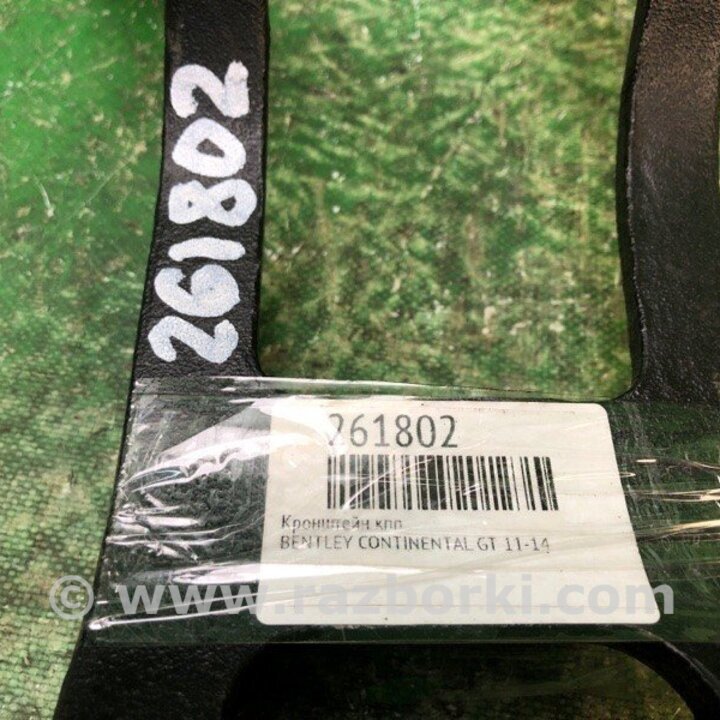 261802
261802
Кронштейн кпп
BENTLEY CONTINENTAL GT 11-14
© www.razborki.com